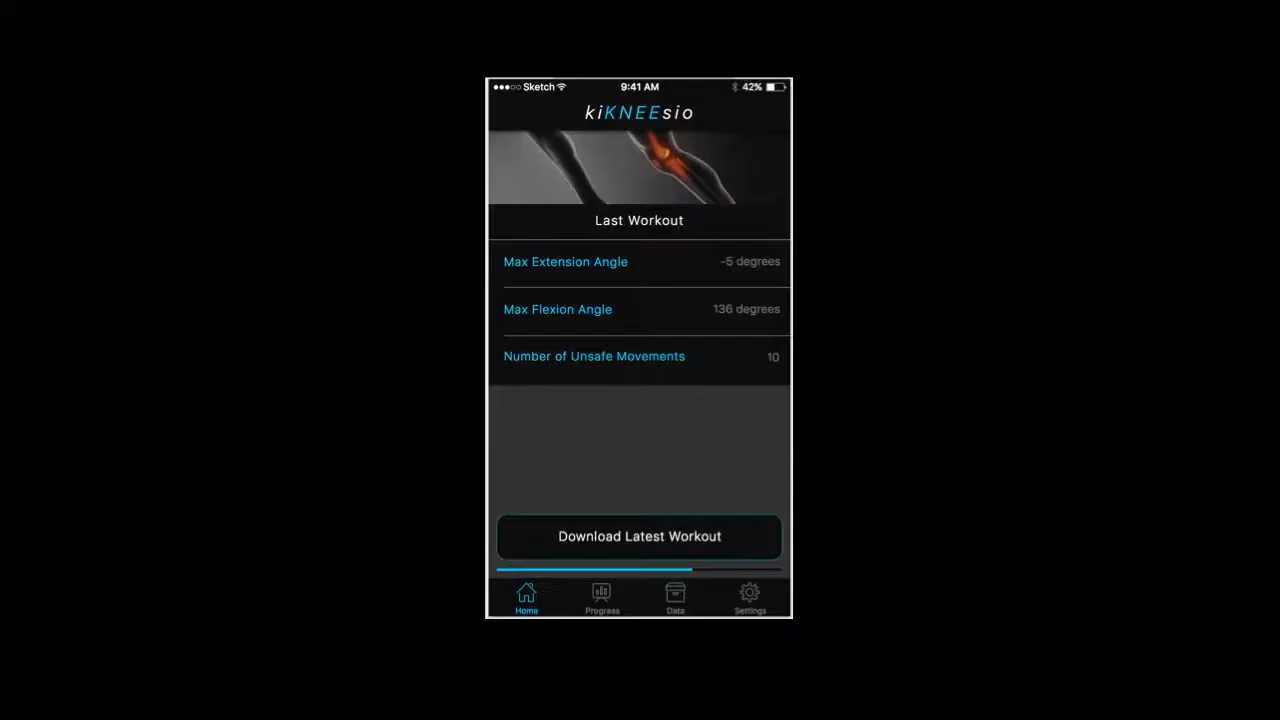 Sketch 9:41 AM 42%
kiKNEEsio
Last Workout
Max Extension Angle -5 degrees
Max Flexion Angle 136 degrees
Number of Unsafe Movements 10
Download Latest Workout
Home Progress Data Settings